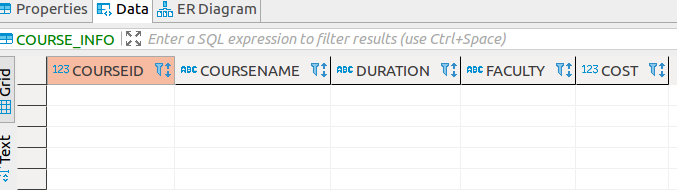 Properties Data ER Diagram
COURSE_INFO Enter a SQL expression to filter results (use Ctrl+Space)
Grid
123 COURSEID ABC COURSENAME ABC DURATION ABC FACULTY 123 COST
Text